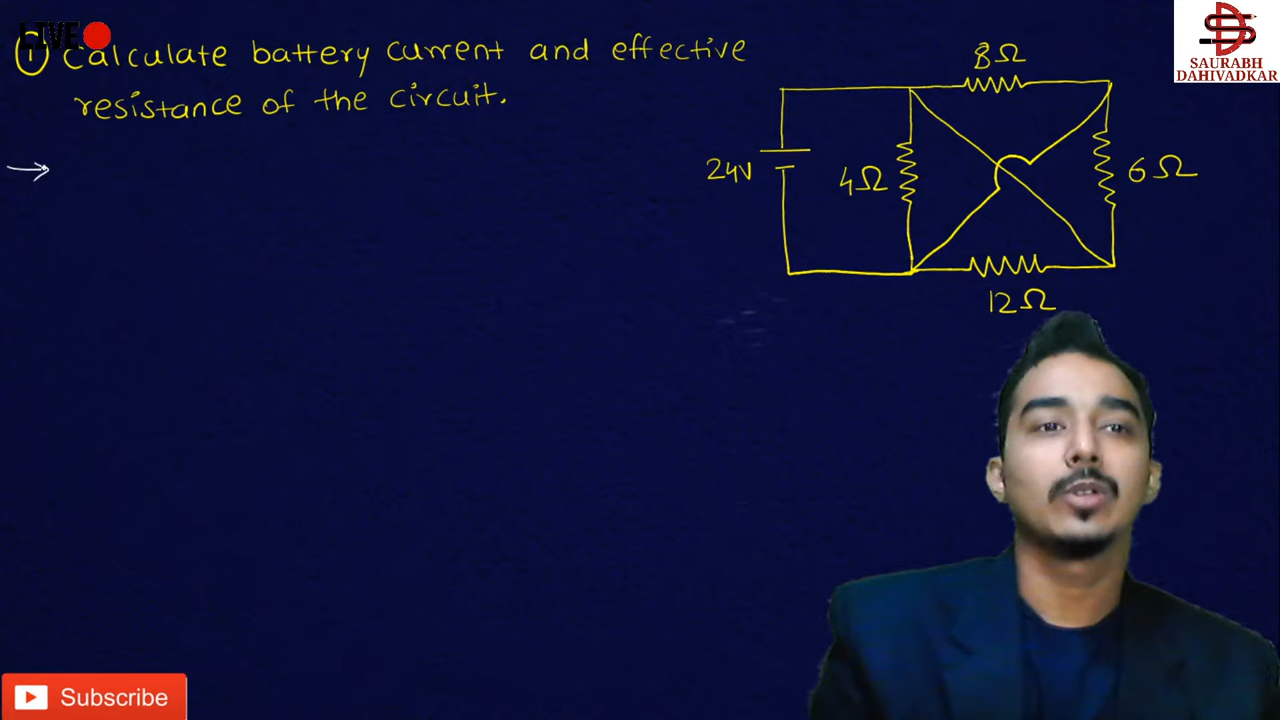 LIVE
① Calculate battery current and effective
resistance of the circuit.
→
8Ω
24V
4Ω
6Ω
12Ω
SAURABH
DAHIVADKAR
Subscribe